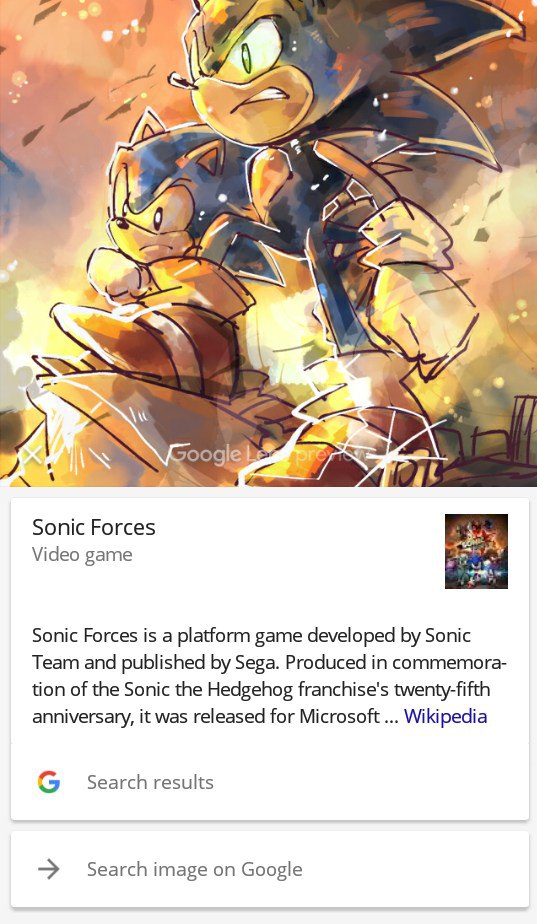 Google Lens preview
Sonic Forces
Video game
Sonic Forces is a platform game developed by Sonic
Team and published by Sega. Produced in commemora-
tion of the Sonic the Hedgehog franchise's twenty-fifth
anniversary, it was released for Microsoft ... Wikipedia
Search results
Search image on Google